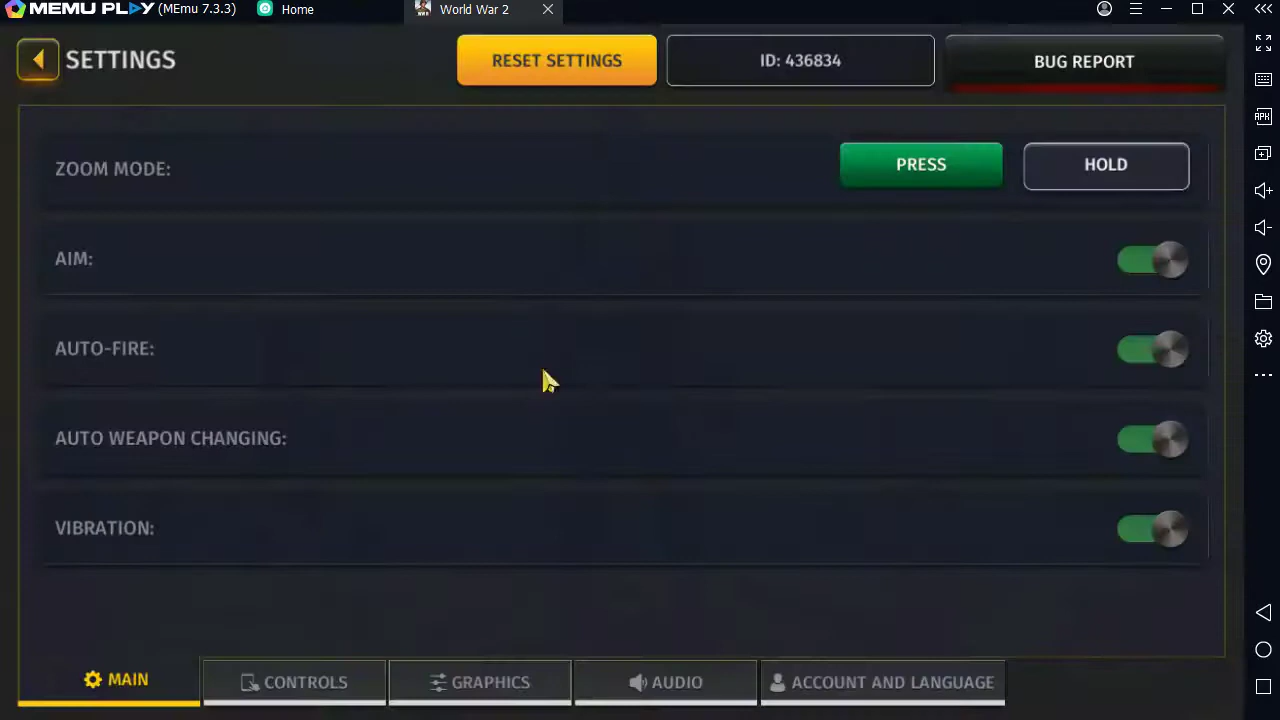 MEMU PLAY (MEmu 7.3.3) Home World War 2
SETTINGS RESET SETTINGS ID: 436834 BUG REPORT
ZOOM MODE: PRESS HOLD
AIM:
AUTO-FIRE:
AUTO WEAPON CHANGING:
VIBRATION:
MAIN CONTROLS GRAPHICS AUDIO ACCOUNT AND LANGUAGE
APK